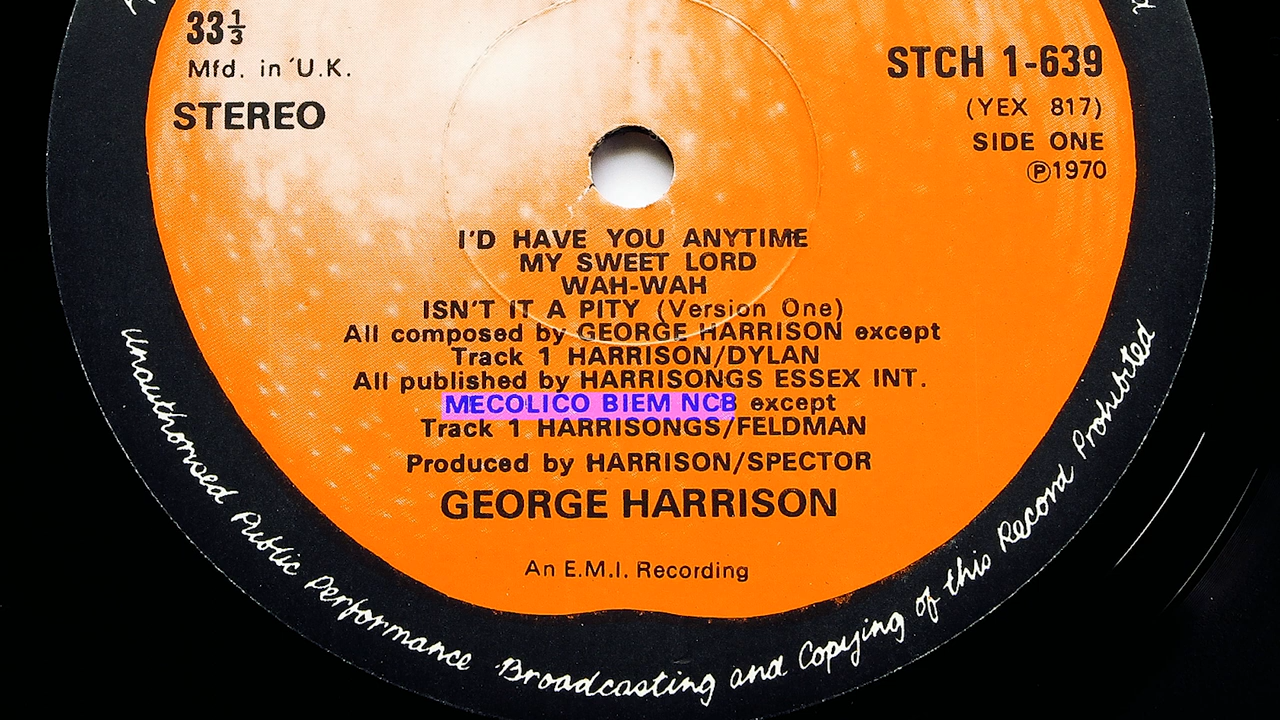 33⅓
Mfd. in U.K.
STEREO
STCH 1-639
(YEX 817)
SIDE ONE
Ⓟ1970
I'D HAVE YOU ANYTIME
MY SWEET LORD
WAH-WAH
ISN'T IT A PITY (Version One)
All composed by GEORGE HARRISON except
Track 1 HARRISON/DYLAN
All published by HARRISONGS ESSEX INT.
MECOLICO BIEM NCB except
Track 1 HARRISONGS/FELDMAN
Produced by HARRISON/SPECTOR
GEORGE HARRISON
An E.M.I. Recording
Unauthorised Public Performance Broadcasting and Copying of this Record Prohibited